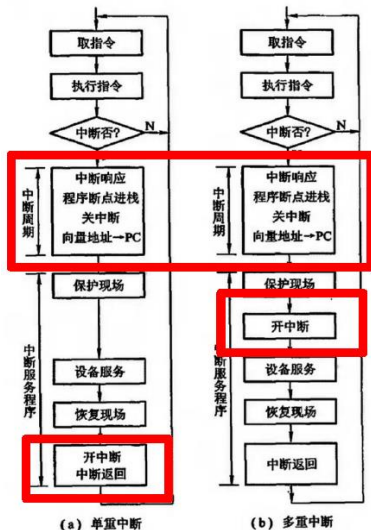 取指令
执行指令
中断否?
N
中断周期
中断响应
程序断点进栈
关中断
向量地址→PC
中断服务程序
保护现场
设备服务
恢复现场
开中断
中断返回
(a) 单重中断
取指令
执行指令
中断否?
N
中断周期
中断响应
程序断点进栈
关中断
向量地址→PC
中断服务程序
保护现场
开中断
设备服务
恢复现场
中断返回
(b) 多重中断